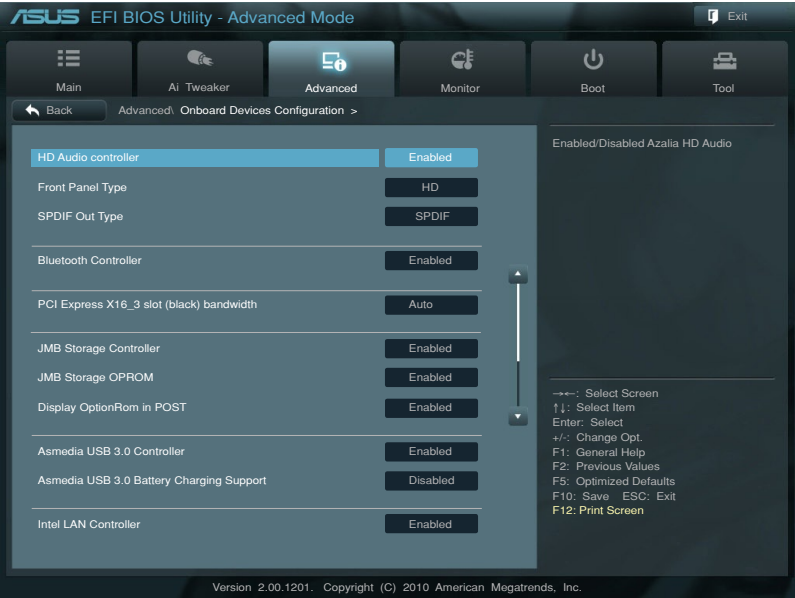 ASUS EFI BIOS Utility - Advanced Mode
Exit
Main
Ai Tweaker
Advanced
Monitor
Boot
Tool
Back
Advanced\ Onboard Devices Configuration >
HD Audio controller Enabled
Front Panel Type HD
SPDIF Out Type SPDIF
Bluetooth Controller Enabled
PCI Express X16_3 slot (black) bandwidth Auto
JMB Storage Controller Enabled
JMB Storage OPROM Enabled
Display OptionRom in POST Enabled
Asmedia USB 3.0 Controller Enabled
Asmedia USB 3.0 Battery Charging Support Disabled
Intel LAN Controller Enabled
Enabled/Disabled Azalia HD Audio
→←: Select Screen
↑↓: Select Item
Enter: Select
+/-: Change Opt.
F1: General Help
F2: Previous Values
F5: Optimized Defaults
F10: Save ESC: Exit
F12: Print Screen
Version 2.00.1201. Copyright (C) 2010 American Megatrends, Inc.